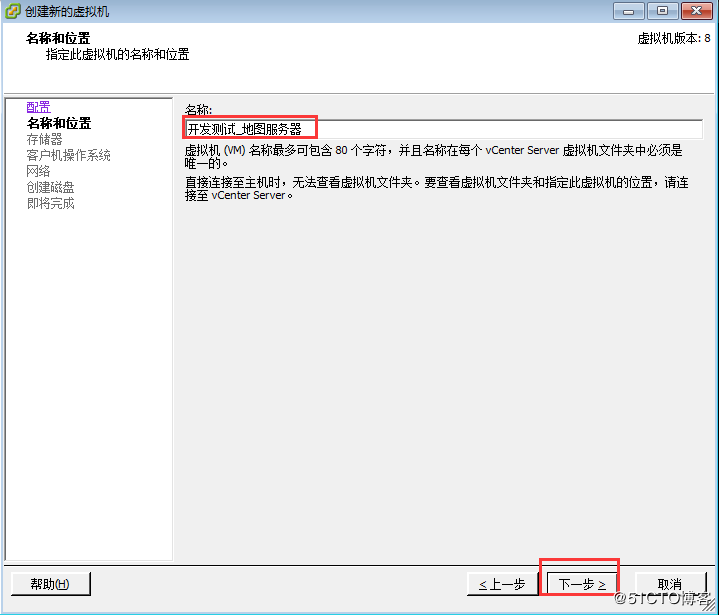 创建新的虚拟机
名称和位置
指定此虚拟机的名称和位置
虚拟机版本: 8
配置
名称和位置
存储器
客户机操作系统
网络
创建磁盘
即将完成
名称:
开发测试_地图服务器
虚拟机 (VM) 名称最多可包含 80 个字符，并且名称在每个 vCenter Server 虚拟机文件夹中必须是
唯一的。
直接连接至主机时，无法查看虚拟机文件夹。要查看虚拟机文件夹和指定此虚拟机的位置，请连
接至 vCenter Server。
帮助(H)
< 上一步
下一步 >
取消
@51CTO博客